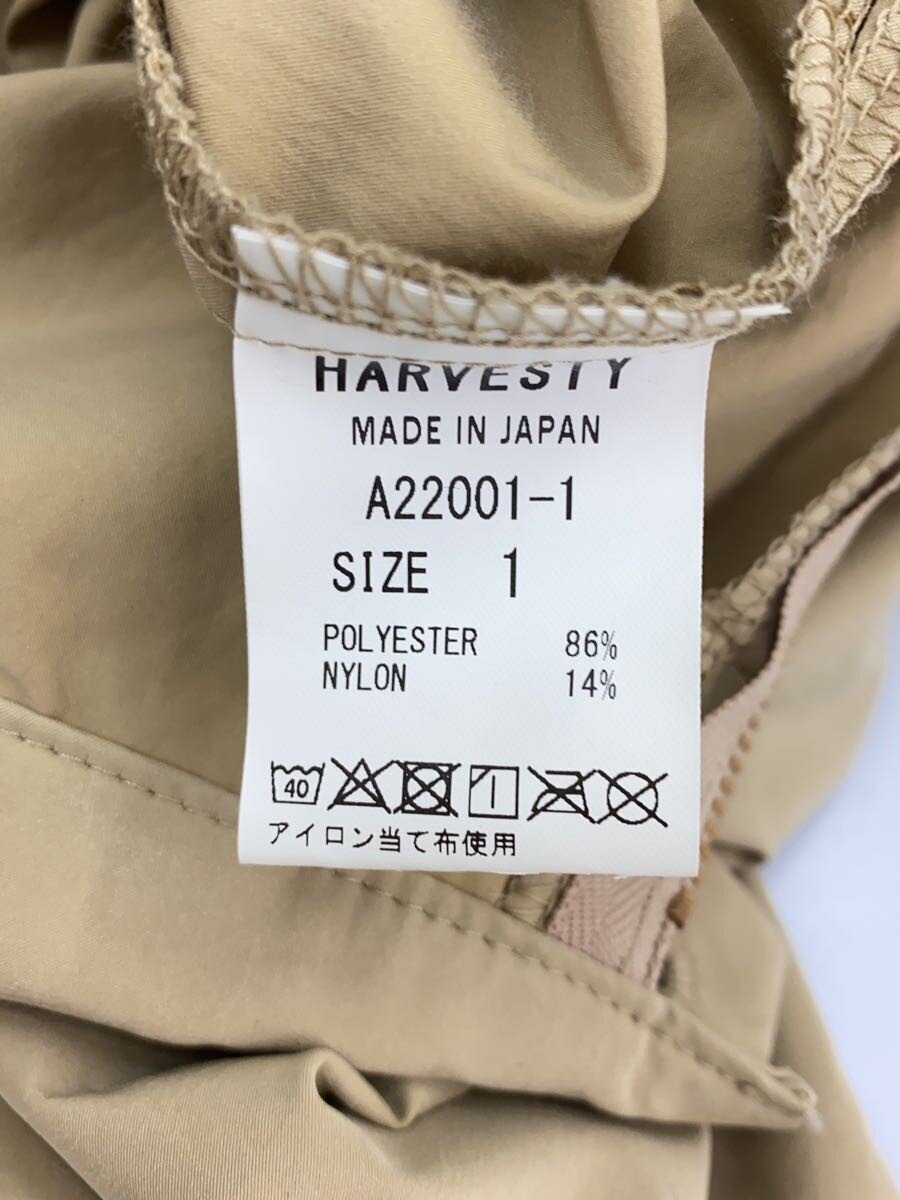 HARVESTY
MADE IN JAPAN
A22001-1
SIZE 1
POLYESTER 86%
NYLON 14%
40
アイロン当て布使用